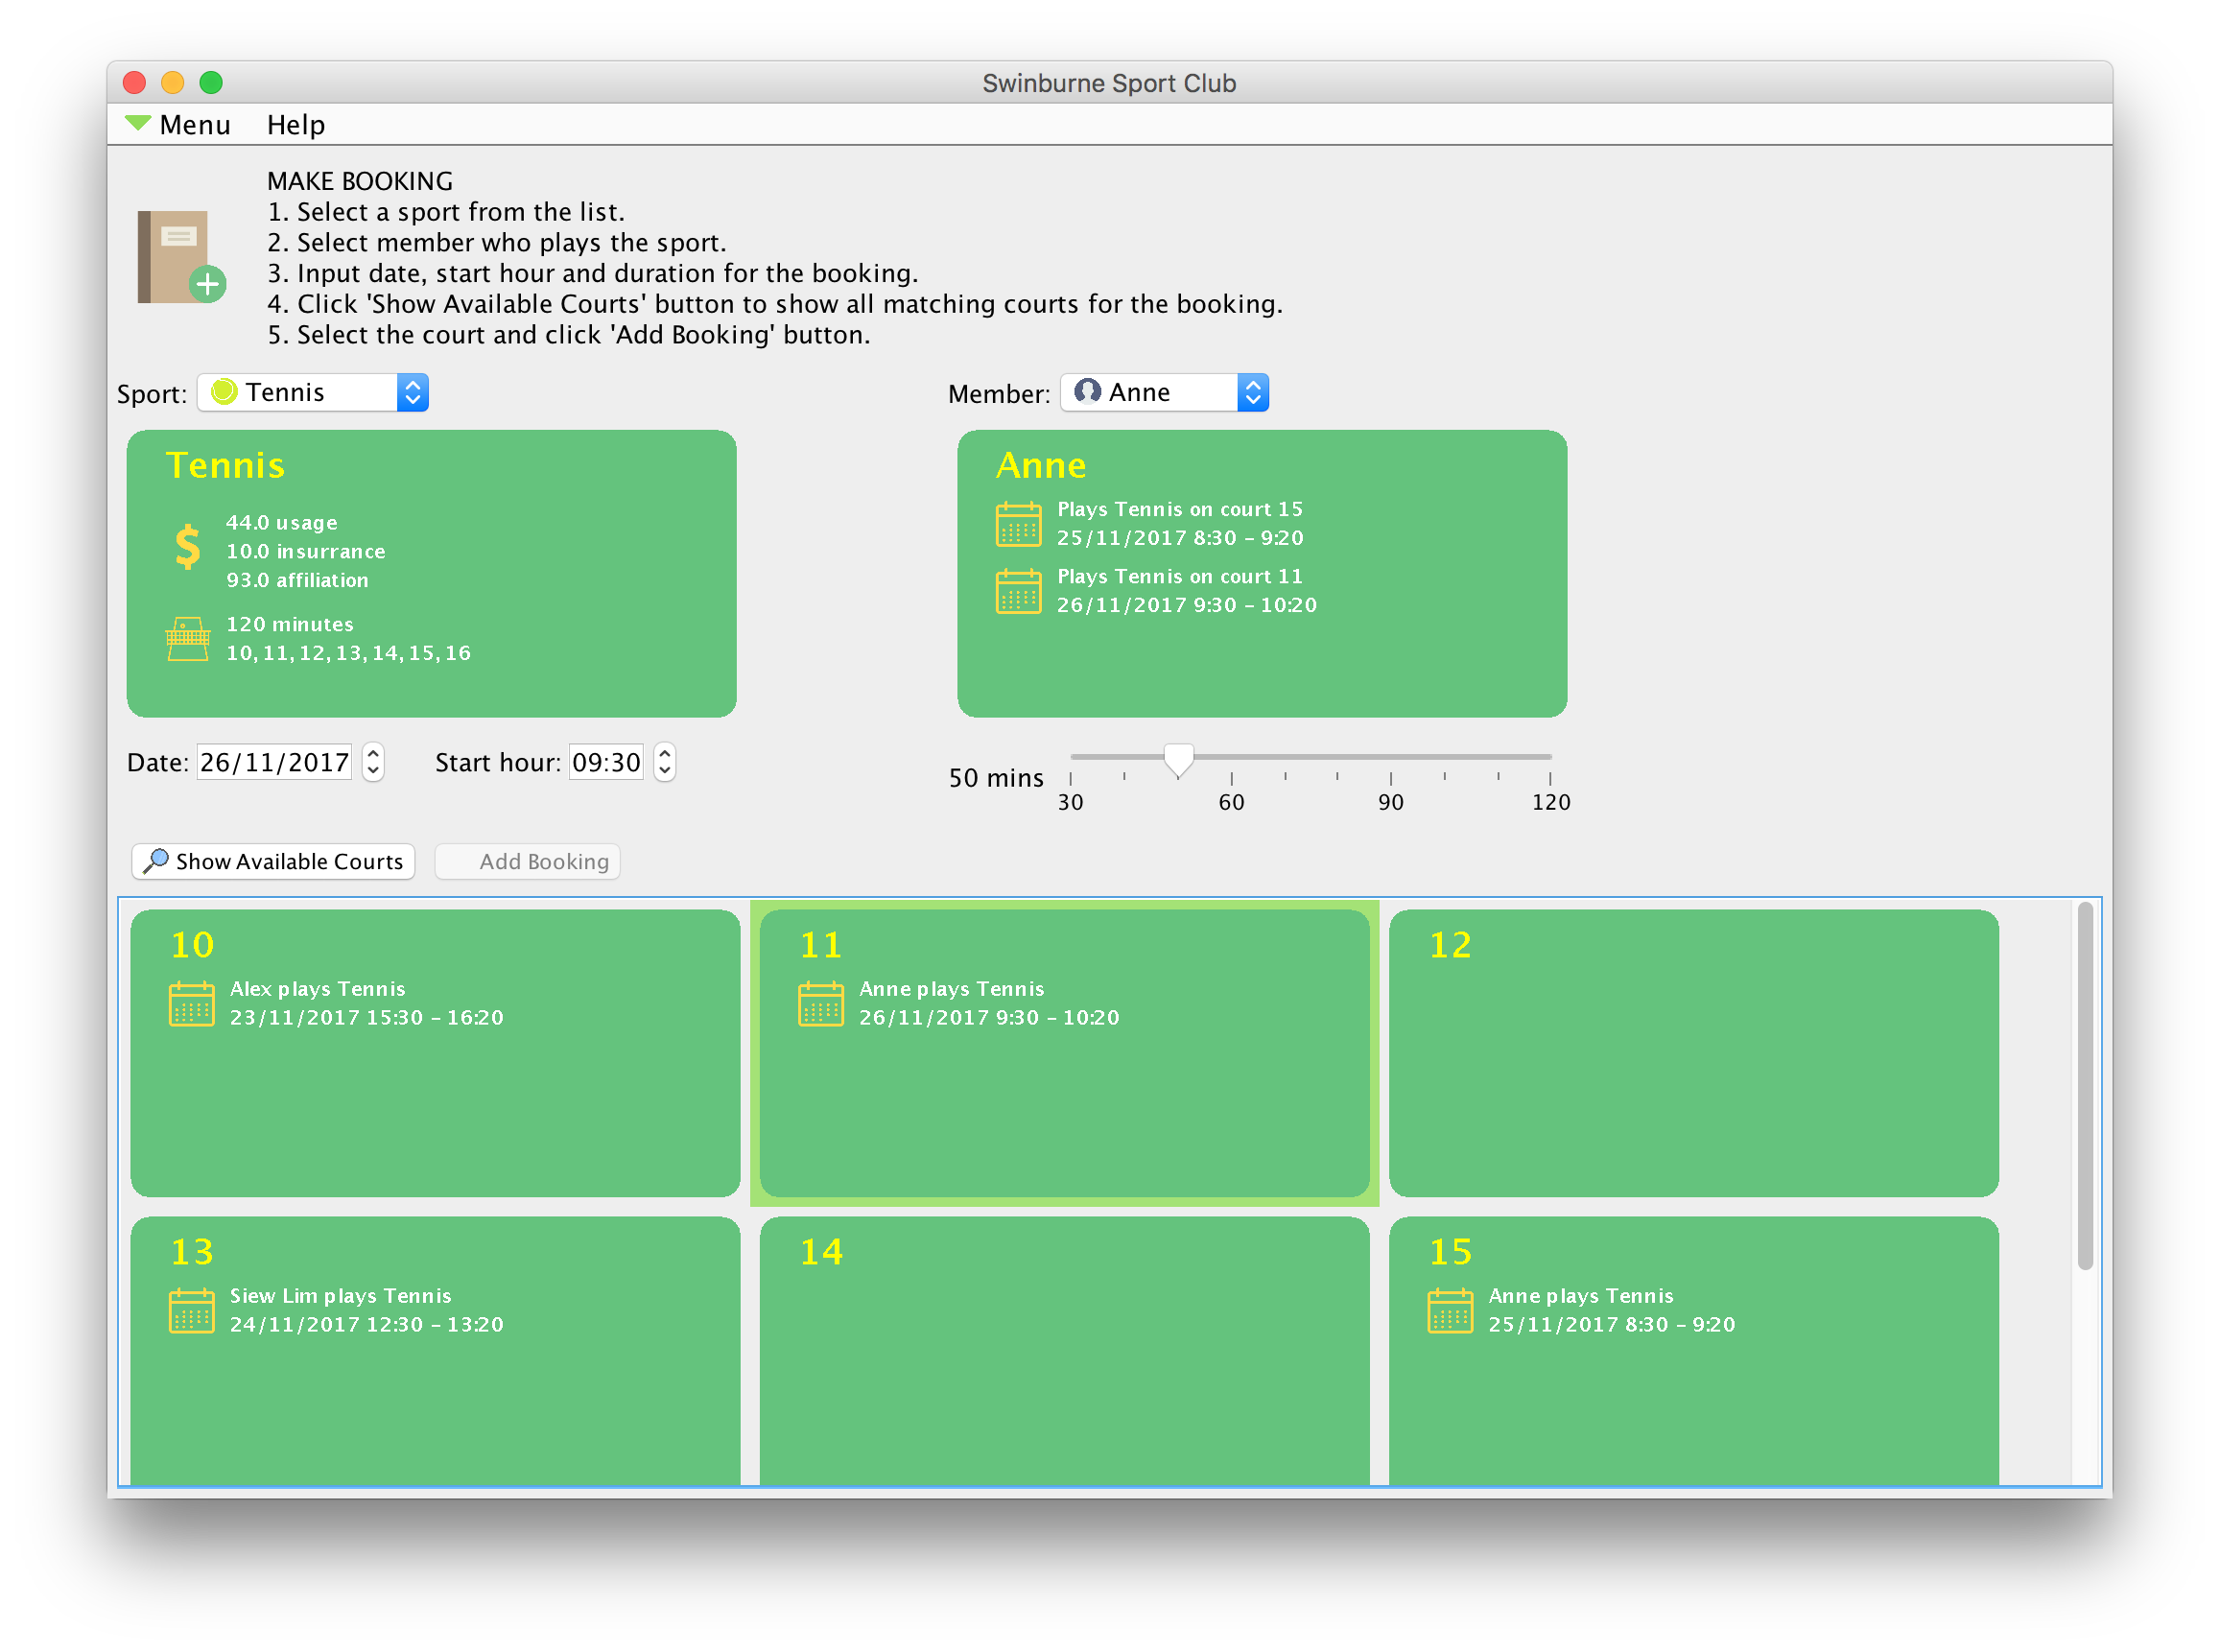 Swinburne Sport Club
Menu Help
MAKE BOOKING
1. Select a sport from the list.
2. Select member who plays the sport.
3. Input date, start hour and duration for the booking.
4. Click 'Show Available Courts' button to show all matching courts for the booking.
5. Select the court and click 'Add Booking' button.
Sport: Tennis
Member: Anne
Tennis
$
44.0 usage
10.0 insurrance
93.0 affiliation
120 minutes
10, 11, 12, 13, 14, 15, 16
Anne
Plays Tennis on court 15
25/11/2017 8:30 - 9:20
Plays Tennis on court 11
26/11/2017 9:30 - 10:20
Date: 26/11/2017 Start hour: 09:30
50 mins
30 60 90 120
Show Available Courts Add Booking
10
Alex plays Tennis
23/11/2017 15:30 - 16:20
11
Anne plays Tennis
26/11/2017 9:30 - 10:20
12
13
Siew Lim plays Tennis
24/11/2017 12:30 - 13:20
14
15
Anne plays Tennis
25/11/2017 8:30 - 9:20